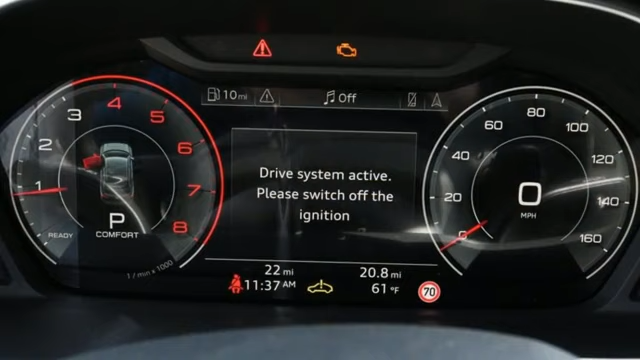 10 mi
Off
4
3
5
2
6
1
7
8
P
COMFORT
READY
1 / min x 1000
Drive system active.
Please switch off the
ignition
80
60
100
40
120
20
140
0
160
0
MPH
22 mi
20.8 mi
11:37 AM
61 °F
70